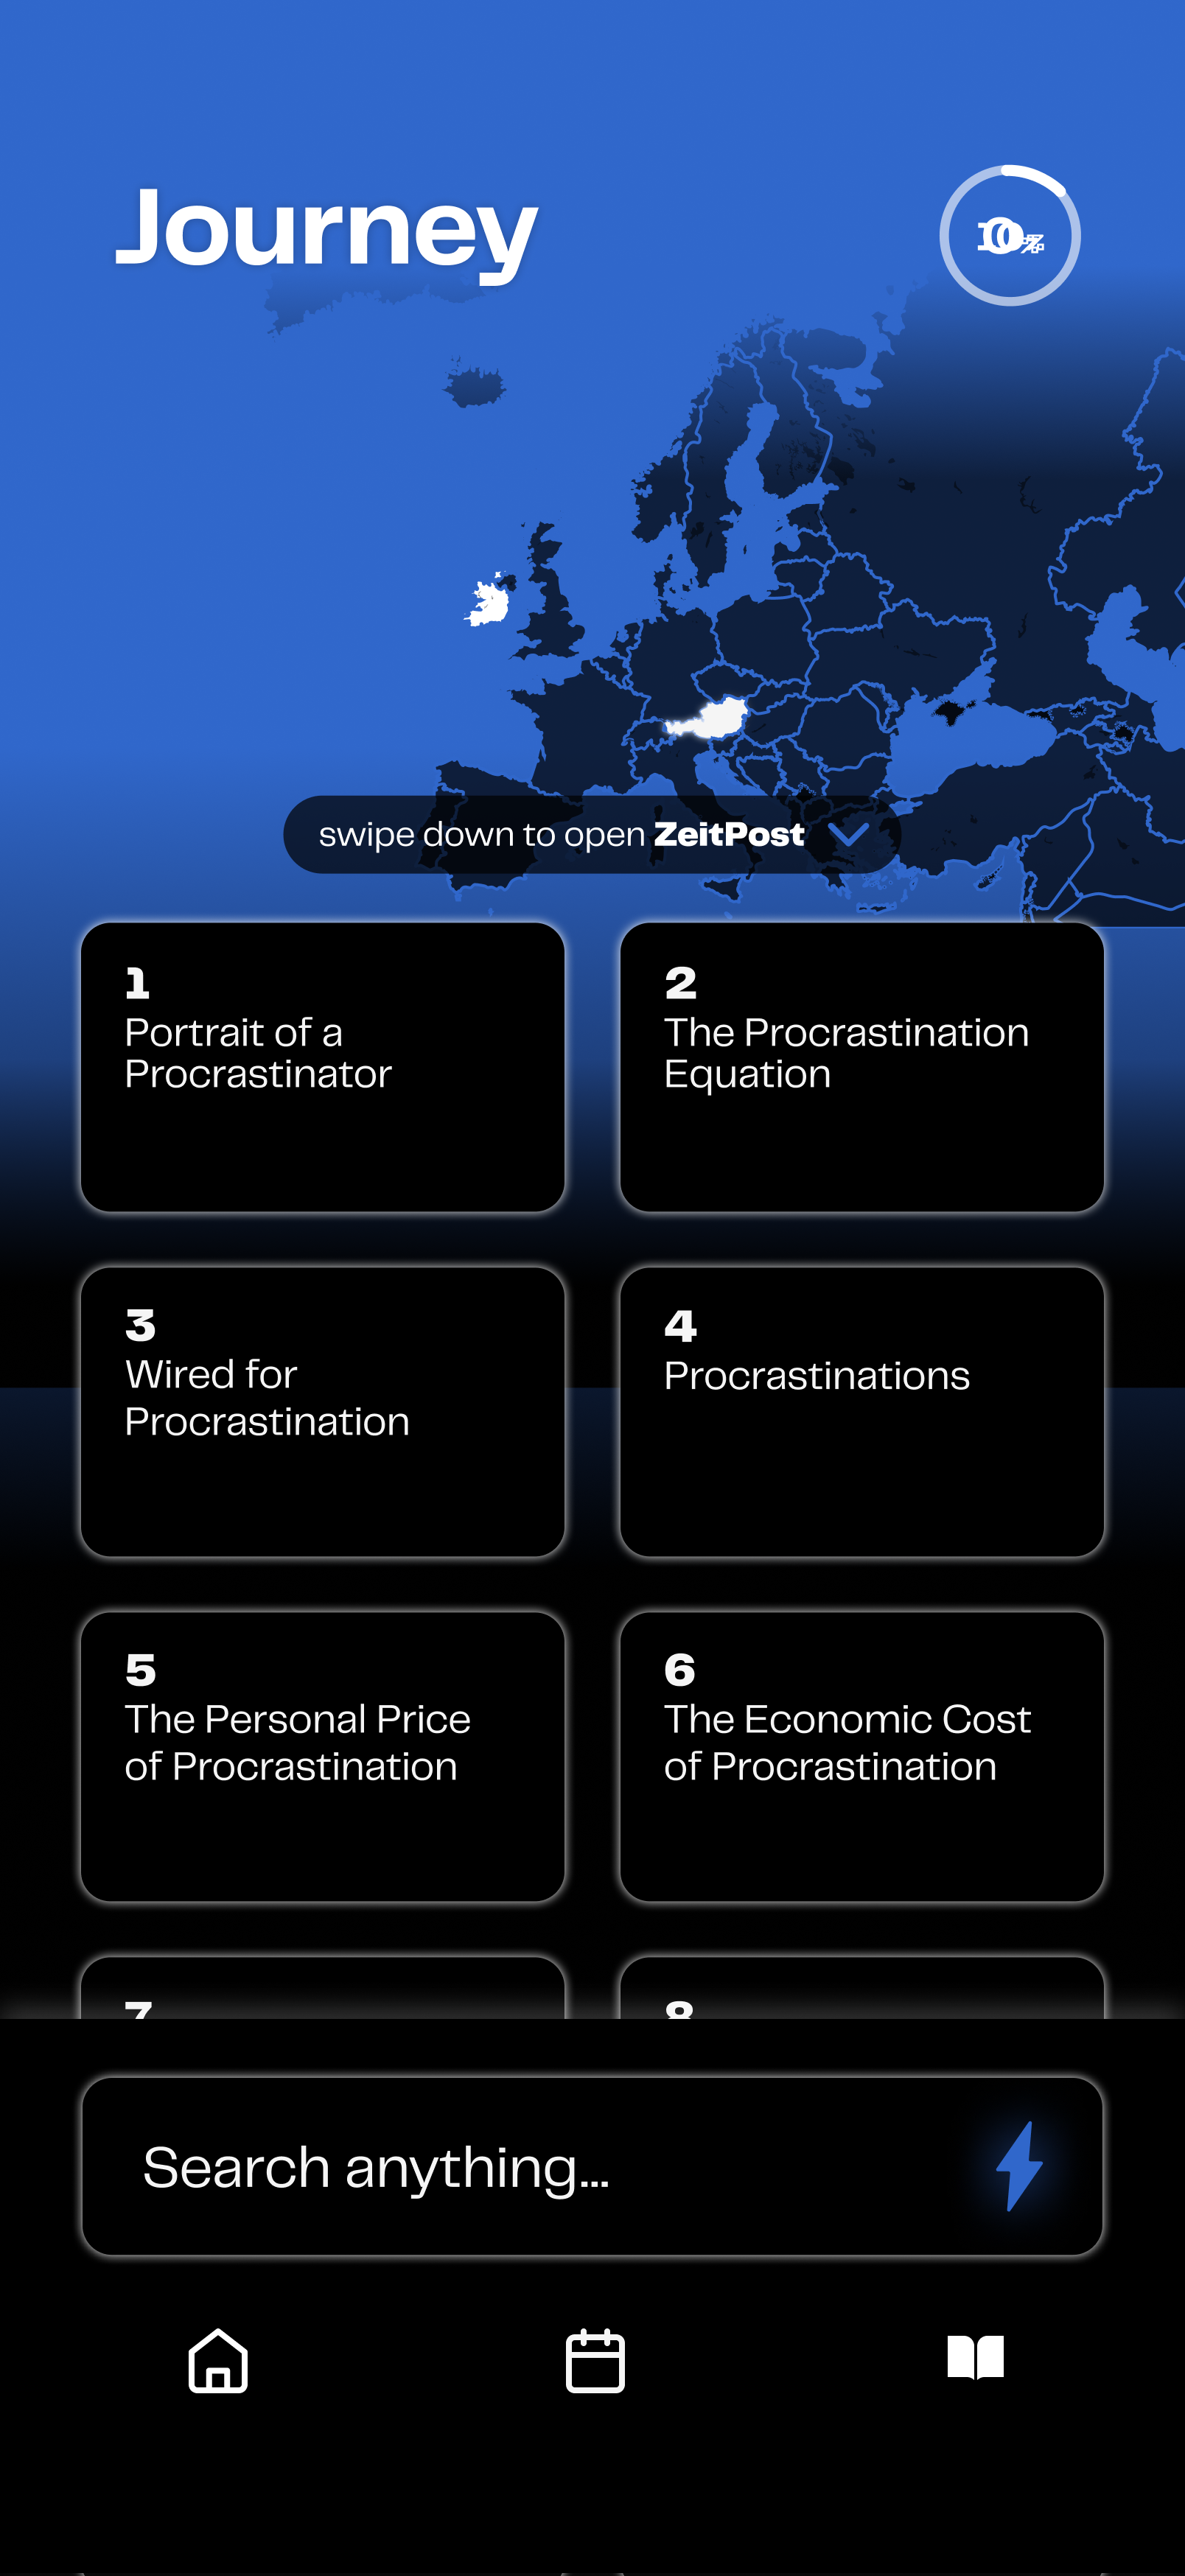 Journey
swipe down to open ZeitPost
1
Portrait of a
Procrastinator
2
The Procrastination
Equation
3
Wired for
Procrastination
4
Procrastinations
5
The Personal Price
of Procrastination
6
The Economic Cost
of Procrastination
7
8
Search anything...